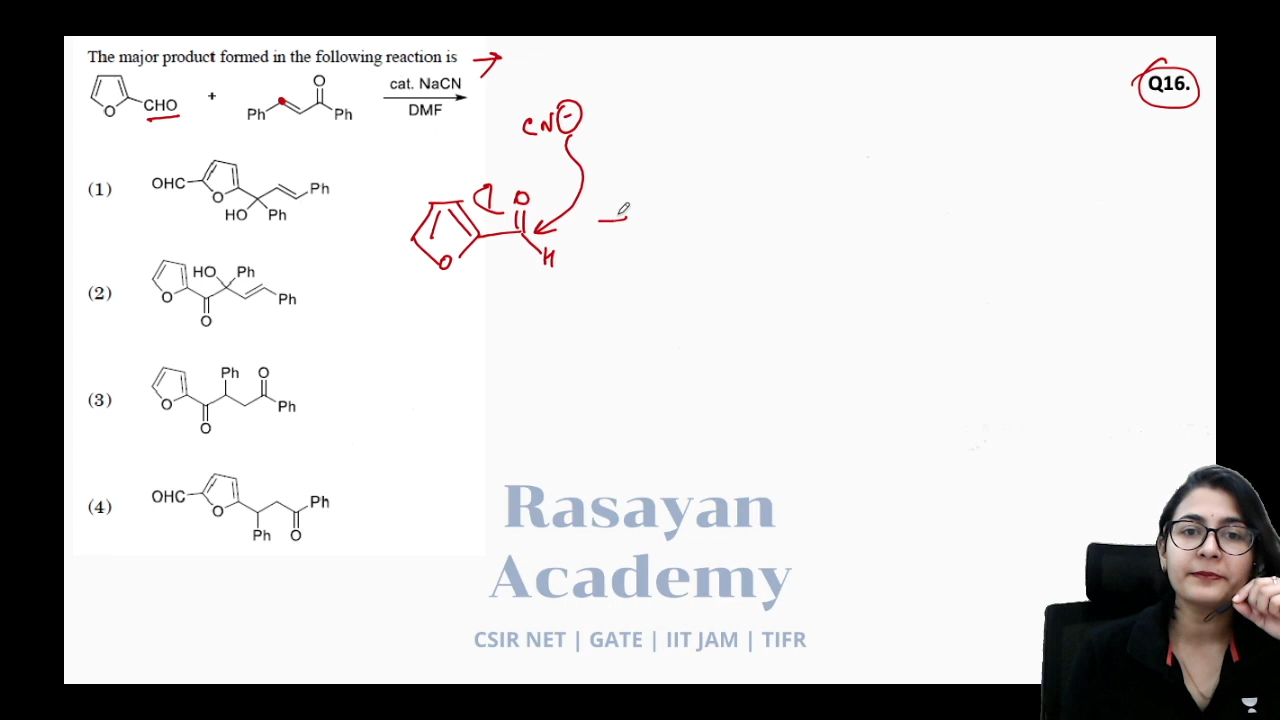 The major product formed in the following reaction is
Q16.
CHO
+
O
Ph
Ph
O
cat. NaCN
DMF
CN
(1)
OHC
O
HO
Ph
Ph
O
H
O
(2)
HO
Ph
O
Ph
O
(3)
Ph
O
O
Ph
O
(4)
OHC
O
Ph
Ph
O
Rasayan
Academy
CSIR NET | GATE | IIT JAM | TIFR